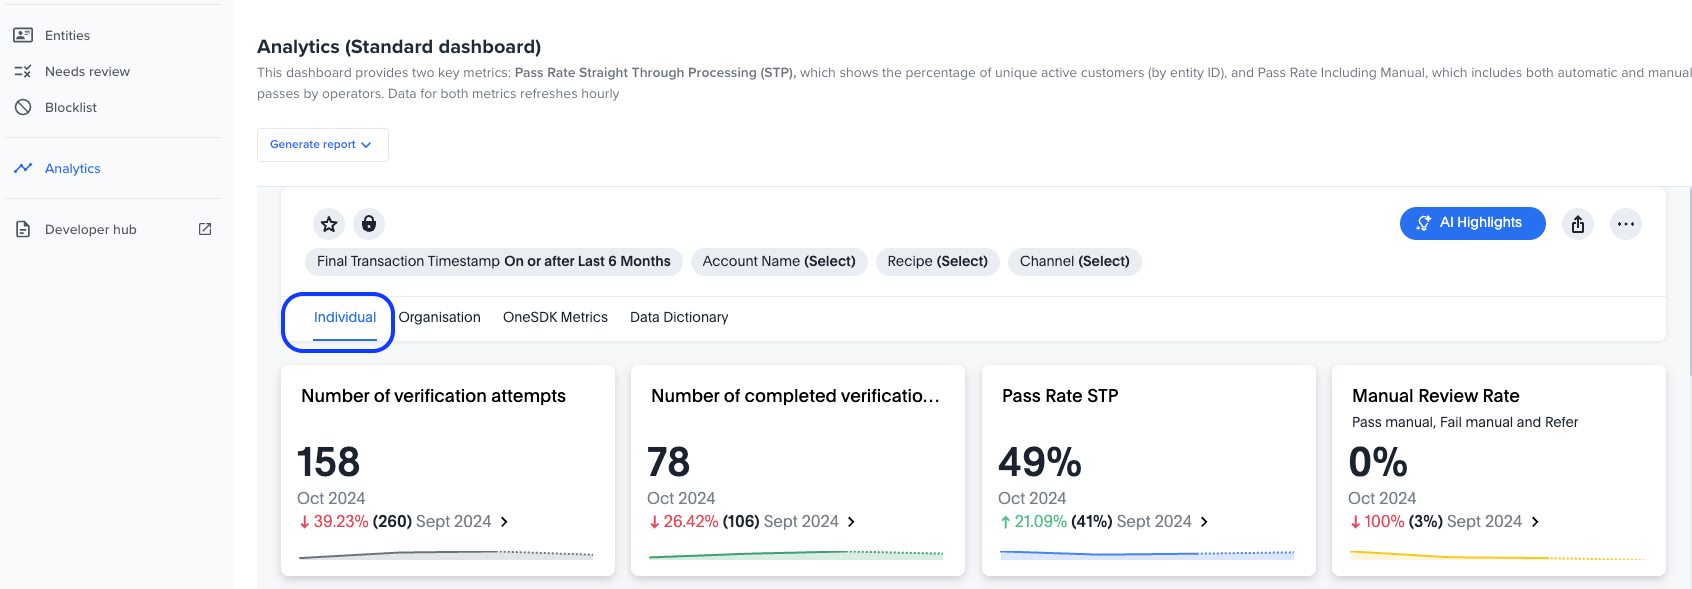 Entities
Needs review
Blocklist
Analytics
Developer hub
Analytics (Standard dashboard)
This dashboard provides two key metrics: Pass Rate Straight Through Processing (STP), which shows the percentage of unique active customers (by entity ID), and Pass Rate Including Manual, which includes both automatic and manual
passes by operators. Data for both metrics refreshes hourly
Generate report
AI Highlights
Final Transaction Timestamp On or after Last 6 Months
Account Name (Select)
Recipe (Select)
Channel (Select)
Individual
Organisation
OneSDK Metrics
Data Dictionary
Number of verification attempts
158
Oct 2024
39.23% (260) Sept 2024
Number of completed verificatio...
78
Oct 2024
26.42% (106) Sept 2024
Pass Rate STP
49%
Oct 2024
21.09% (41%) Sept 2024
Manual Review Rate
Pass manual, Fail manual and Refer
0%
Oct 2024
100% (3%) Sept 2024